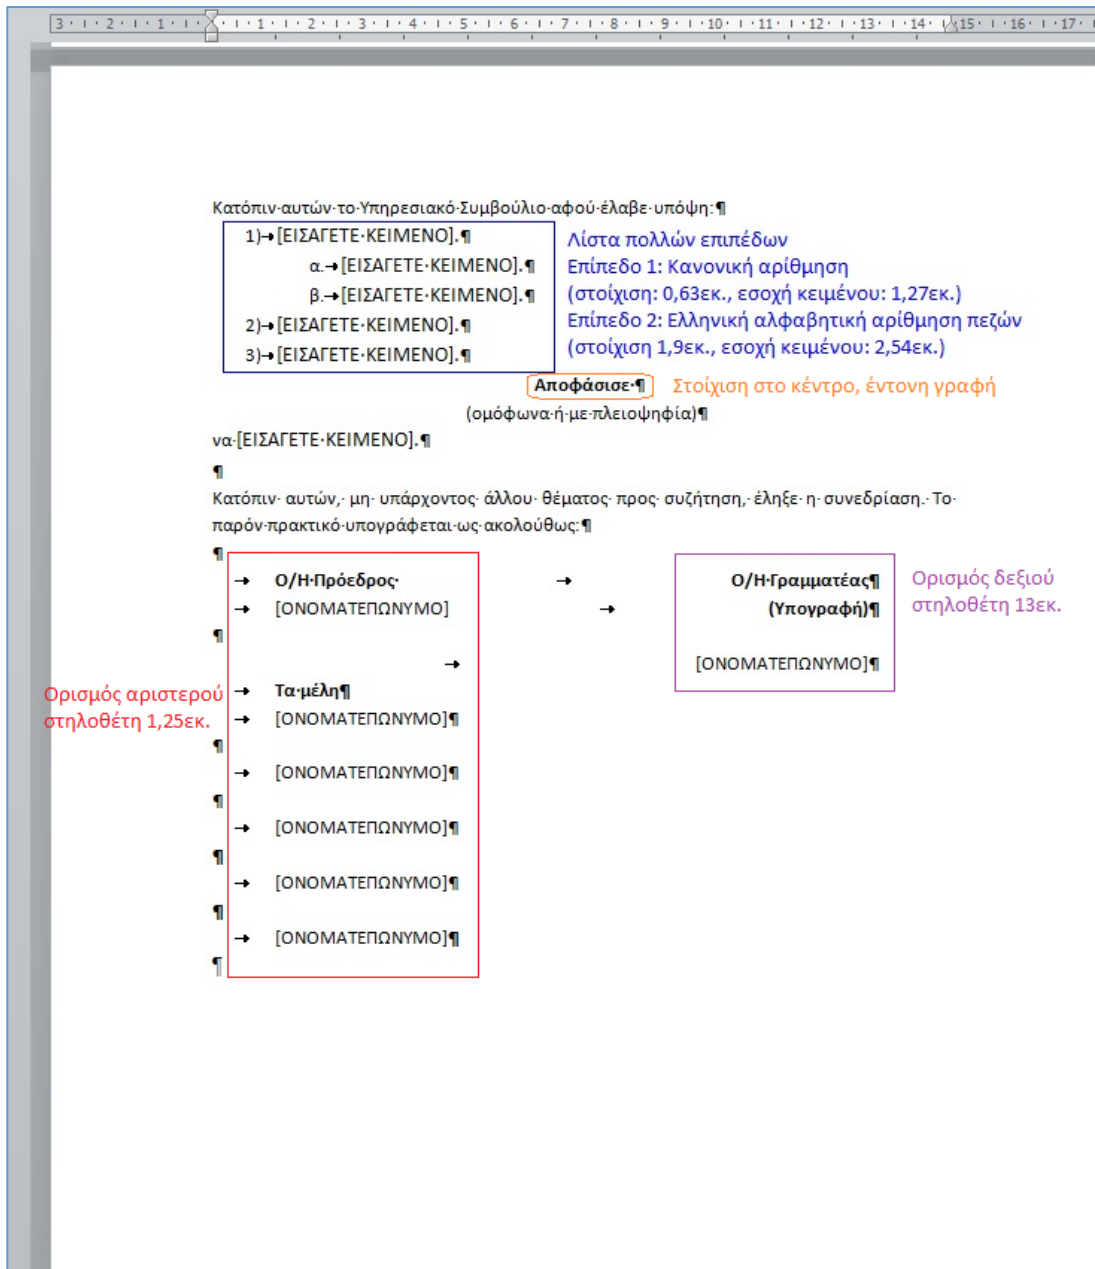 3 2 1 1 2 3 4 5 6 7 8 9 10 11 12 13 14 15 16 17
Κατόπιν·αυτών·το·Υπηρεσιακό·Συμβούλιο·αφού·έλαβε·υπόψη:¶
1)→[ΕΙΣΑΓΕΤΕ·ΚΕΙΜΕΝΟ].¶
α.→[ΕΙΣΑΓΕΤΕ·ΚΕΙΜΕΝΟ].¶
β.→[ΕΙΣΑΓΕΤΕ·ΚΕΙΜΕΝΟ].¶
2)→[ΕΙΣΑΓΕΤΕ·ΚΕΙΜΕΝΟ].¶
3)→[ΕΙΣΑΓΕΤΕ·ΚΕΙΜΕΝΟ].¶
Λίστα πολλών επιπέδων
Επίπεδο 1: Κανονική αρίθμηση
(στοίχιση: 0,63εκ., εσοχή κειμένου: 1,27εκ.)
Επίπεδο 2: Ελληνική αλφαβητική αρίθμηση πεζών
(στοίχιση 1,9εκ., εσοχή κειμένου: 2,54εκ.)
Αποφάσισε·¶ Στοίχιση στο κέντρο, έντονη γραφή
(ομόφωνα·ή·με·πλειοψηφία)¶
να·[ΕΙΣΑΓΕΤΕ·ΚΕΙΜΕΝΟ].¶
¶
Κατόπιν· αυτών,· μη· υπάρχοντος· άλλου· θέματος· προς· συζήτηση,· έληξε· η· συνεδρίαση.· Το·
παρόν·πρακτικό·υπογράφεται·ως·ακολούθως:¶
¶
→ Ο/Η·Πρόεδρος· → Ο/Η·Γραμματέας¶
→ [ΟΝΟΜΑΤΕΠΩΝΥΜΟ] → (Υπογραφή)¶
Ορισμός δεξιού
στηλοθέτη 13εκ.
¶
→ [ΟΝΟΜΑΤΕΠΩΝΥΜΟ]¶
Ορισμός αριστερού
στηλοθέτη 1,25εκ.
→ Τα·μέλη¶
→ [ΟΝΟΜΑΤΕΠΩΝΥΜΟ]¶
¶
→ [ΟΝΟΜΑΤΕΠΩΝΥΜΟ]¶
¶
→ [ΟΝΟΜΑΤΕΠΩΝΥΜΟ]¶
¶
→ [ΟΝΟΜΑΤΕΠΩΝΥΜΟ]¶
¶
→ [ΟΝΟΜΑΤΕΠΩΝΥΜΟ]¶
¶